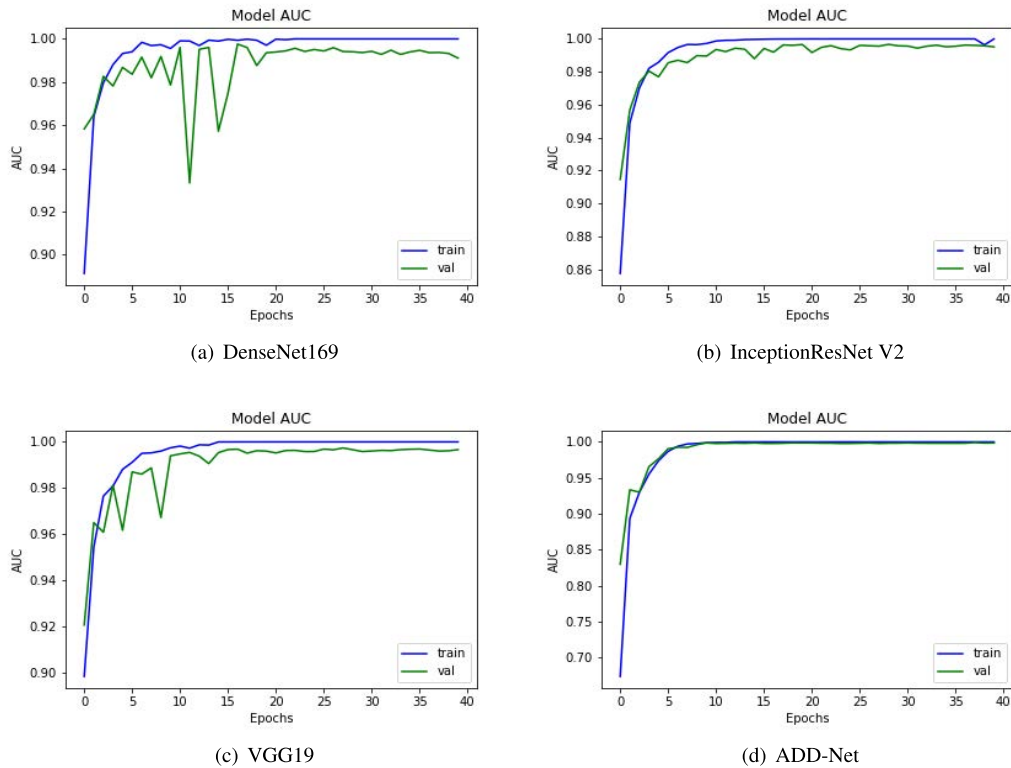 Model AUC
1.00
0.98
0.96
0.94
0.92
0.90
AUC
train
val
0 5 10 15 20 25 30 35 40
Epochs
(a) DenseNet169
Model AUC
1.00
0.98
0.96
0.94
0.92
0.90
0.88
0.86
AUC
train
val
0 5 10 15 20 25 30 35 40
Epochs
(b) InceptionResNet V2
Model AUC
1.00
0.98
0.96
0.94
0.92
0.90
AUC
train
val
0 5 10 15 20 25 30 35 40
Epochs
(c) VGG19
Model AUC
1.00
0.95
0.90
0.85
0.80
0.75
0.70
AUC
train
val
0 5 10 15 20 25 30 35 40
Epochs
(d) ADD-Net